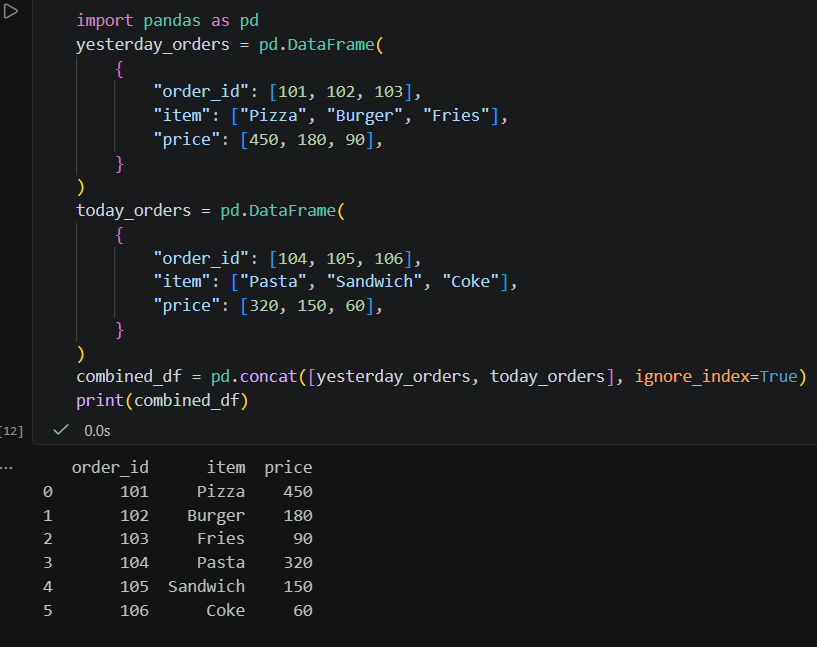 import pandas as pd
yesterday_orders = pd.DataFrame(
    {
        "order_id": [101, 102, 103],
        "item": ["Pizza", "Burger", "Fries"],
        "price": [450, 180, 90],
    }
)
today_orders = pd.DataFrame(
    {
        "order_id": [104, 105, 106],
        "item": ["Pasta", "Sandwich", "Coke"],
        "price": [320, 150, 60],
    }
)
combined_df = pd.concat([yesterday_orders, today_orders], ignore_index=True)
print(combined_df)
[12] ✓ 0.0s
...
   order_id      item  price
0       101     Pizza    450
1       102    Burger    180
2       103     Fries     90
3       104     Pasta    320
4       105  Sandwich    150
5       106      Coke     60